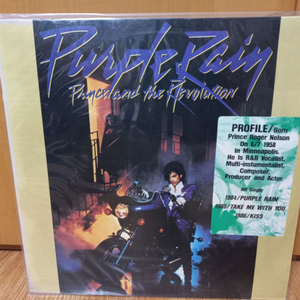 Purple Rain
Prince and the Revolution
PROFILE/Born
Prince Roger Nelson
On 6/7 1958
In Minneapolis.
He Is R&B Vocalist,
Multi-instrumentalist,
Composer,
Producer and Actor.
Hit Single
1984/PURPLE RAIN
1985/TAKE ME WITH YOU
1986/KISS